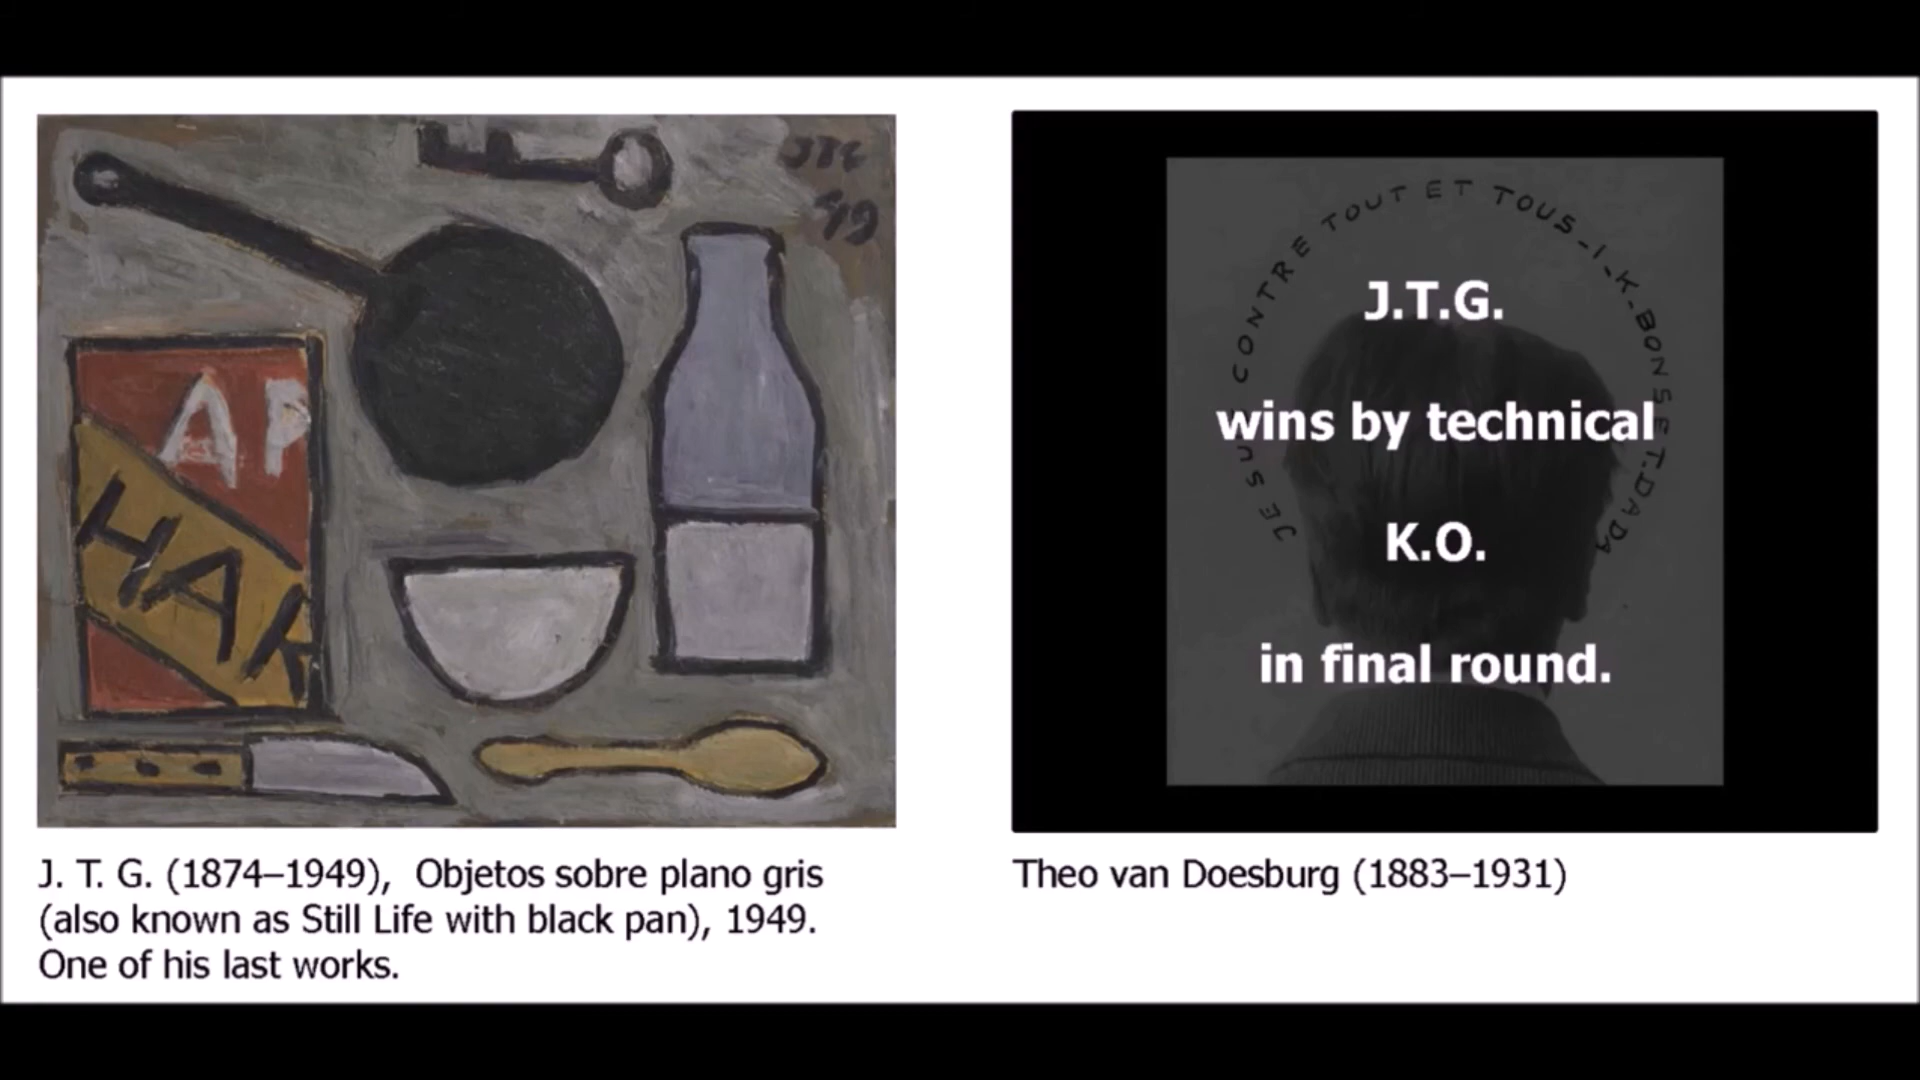 JTG
49
AP
HAK
J. T. G. (1874–1949), Objetos sobre plano gris
(also known as Still Life with black pan), 1949.
One of his last works.
JE SUIS CONTRE TOUT ET TOUS-I-K-BONSET.DADA
J.T.G.
wins by technical
K.O.
in final round.
Theo van Doesburg (1883–1931)